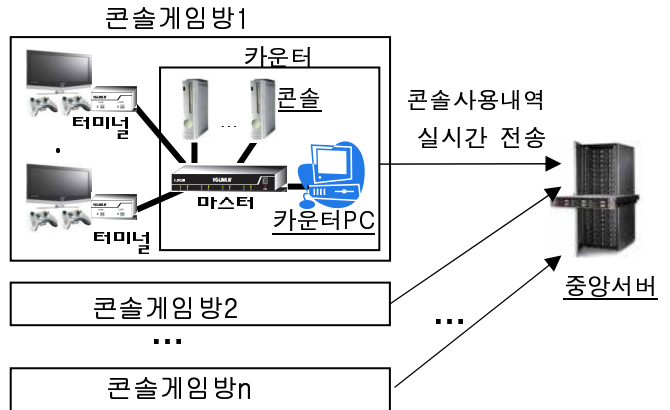 콘솔게임방1
카운터
콘솔
...
터미널
마스터
카운터PC
터미널
콘솔사용내역
실시간 전송
중앙서버
콘솔게임방2
...
...
콘솔게임방n